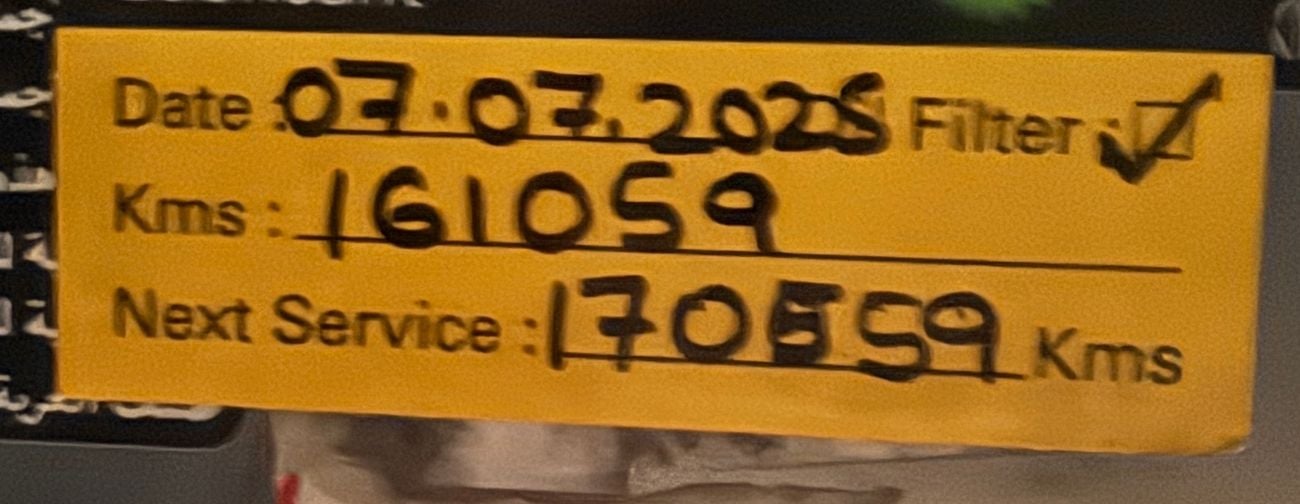 Date : 07.07.2025 Filter : ☑
Kms : 161059
Next Service : 170559 Kms